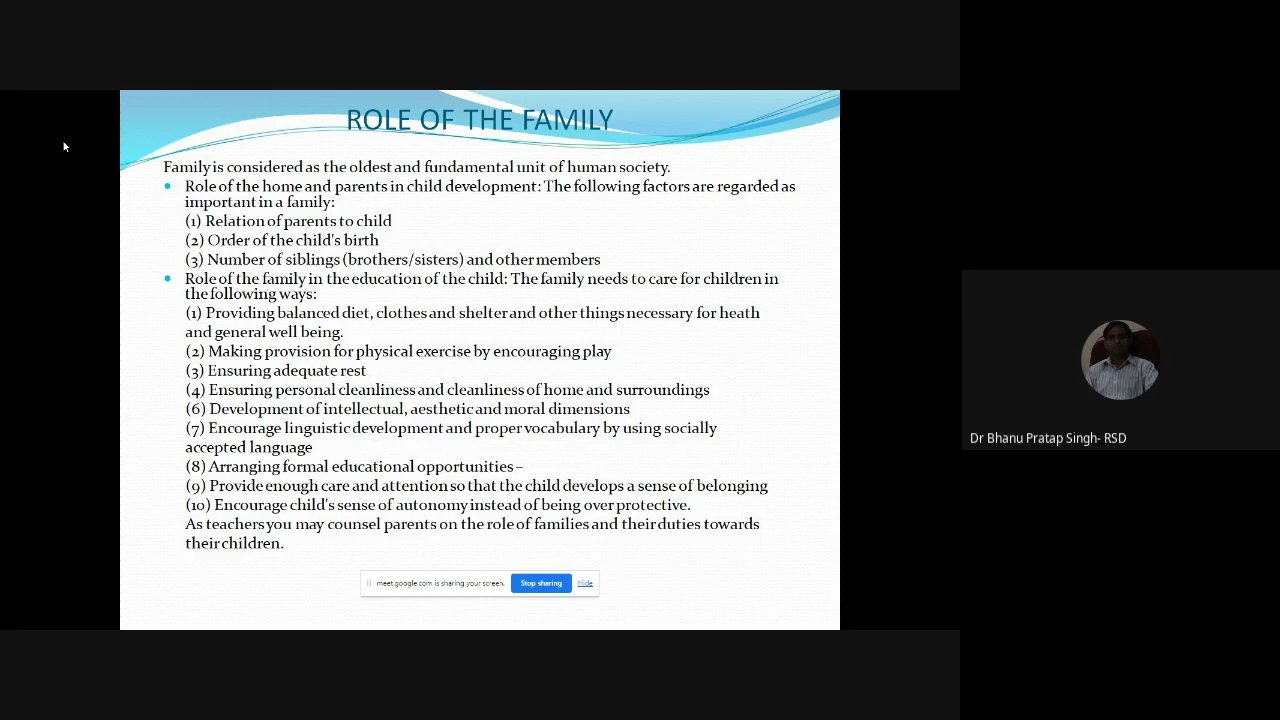 ROLE OF THE FAMILY
Family is considered as the oldest and fundamental unit of human society.
• Role of the home and parents in child development: The following factors are regarded as
important in a family:
(1) Relation of parents to child
(2) Order of the child's birth
(3) Number of siblings (brothers/sisters) and other members
• Role of the family in the education of the child: The family needs to care for children in
the following ways:
(1) Providing balanced diet, clothes and shelter and other things necessary for heath
and general well being.
(2) Making provision for physical exercise by encouraging play
(3) Ensuring adequate rest
(4) Ensuring personal cleanliness and cleanliness of home and surroundings
(6) Development of intellectual, aesthetic and moral dimensions
(7) Encourage linguistic development and proper vocabulary by using socially
accepted language
(8) Arranging formal educational opportunities –
(9) Provide enough care and attention so that the child develops a sense of belonging
(10) Encourage child's sense of autonomy instead of being over protective.
As teachers you may counsel parents on the role of families and their duties towards
their children.
meet.google.com is sharing your screen. Stop sharing Hide
Dr Bhanu Pratap Singh- RSD